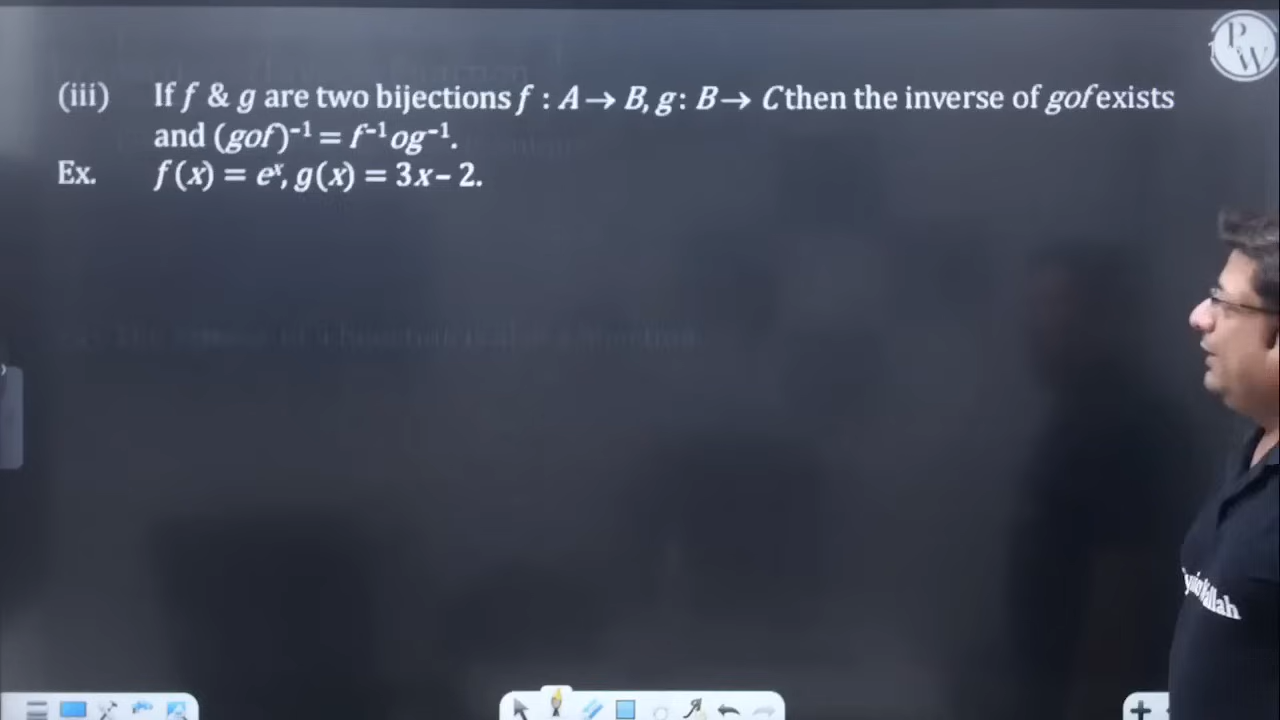 PW
(iii) If f & g are two bijections f : A → B, g: B → C then the inverse of gof exists
and (gof)⁻¹ = f⁻¹og⁻¹.
Ex. f(x) = eˣ, g(x) = 3x – 2.